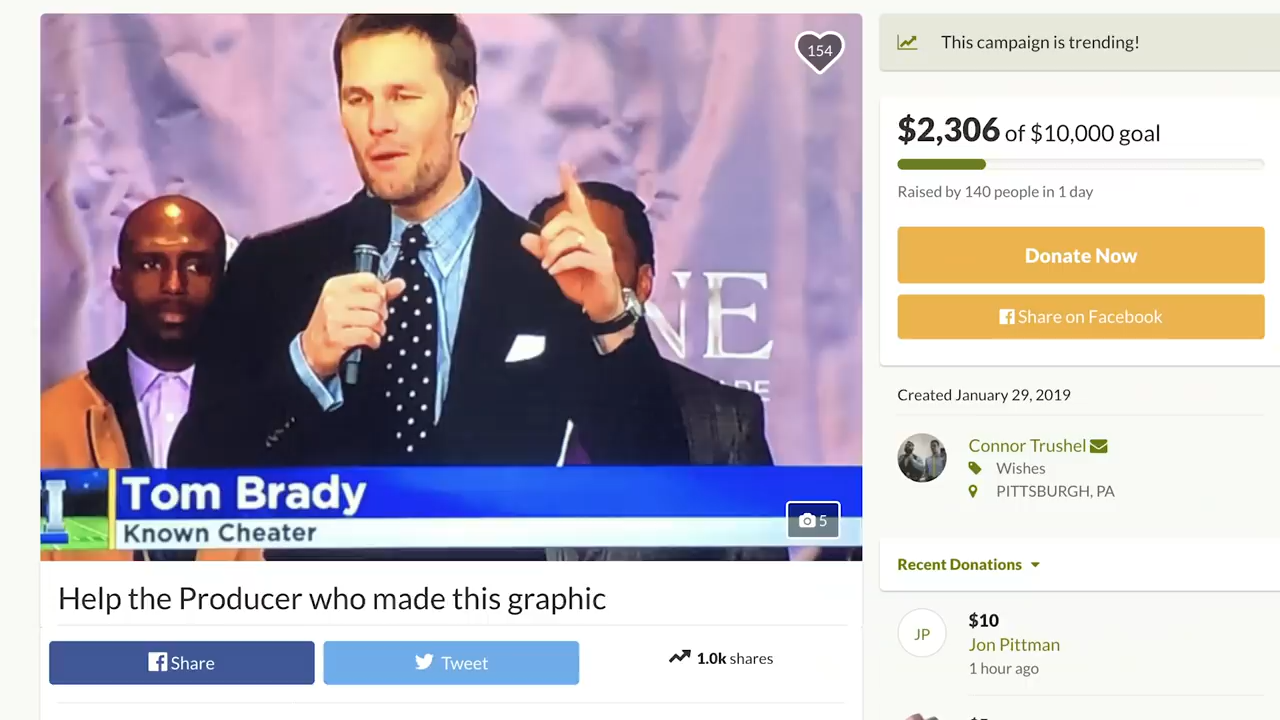 154
NE
Tom Brady
Known Cheater
5
Help the Producer who made this graphic
Share
Tweet
1.0k shares
This campaign is trending!
$2,306 of $10,000 goal
Raised by 140 people in 1 day
Donate Now
Share on Facebook
Created January 29, 2019
Connor Trushel
Wishes
PITTSBURGH, PA
Recent Donations
JP
$10
Jon Pittman
1 hour ago